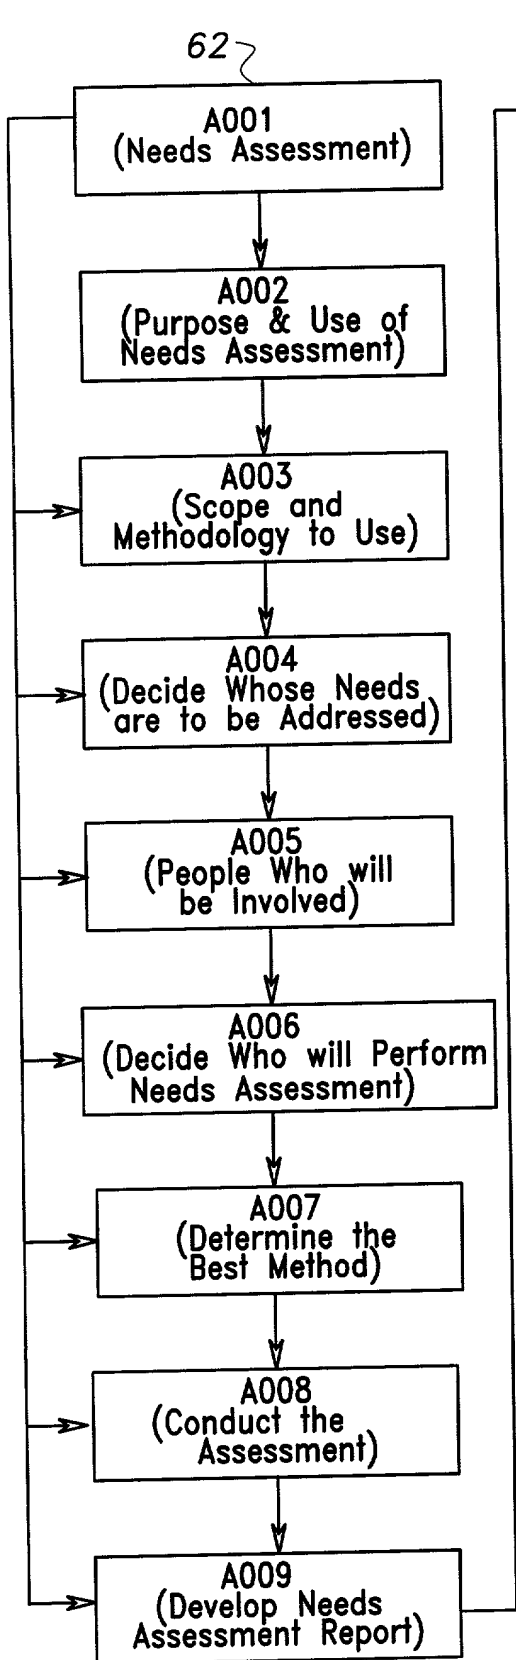 62
A001
(Needs Assessment)
A002
(Purpose & Use of
Needs Assessment)
A003
(Scope and
Methodology to Use)
A004
(Decide Whose Needs
are to be Addressed)
A005
(People Who will
be Involved)
A006
(Decide Who will Perform
Needs Assessment)
A007
(Determine the
Best Method)
A008
(Conduct the
Assessment)
A009
(Develop Needs
Assessment Report)